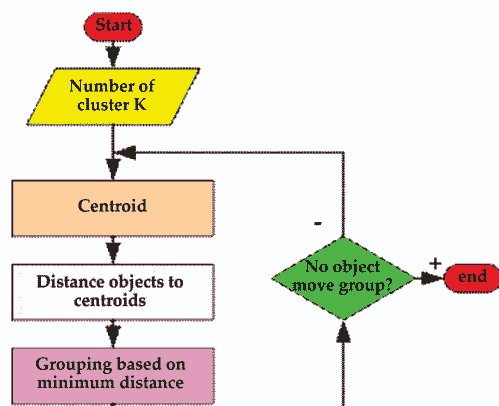 Start
Number of
cluster K
Centroid
Distance objects to
centroids
Grouping based on
minimum distance
-
No object
move group?
+
end